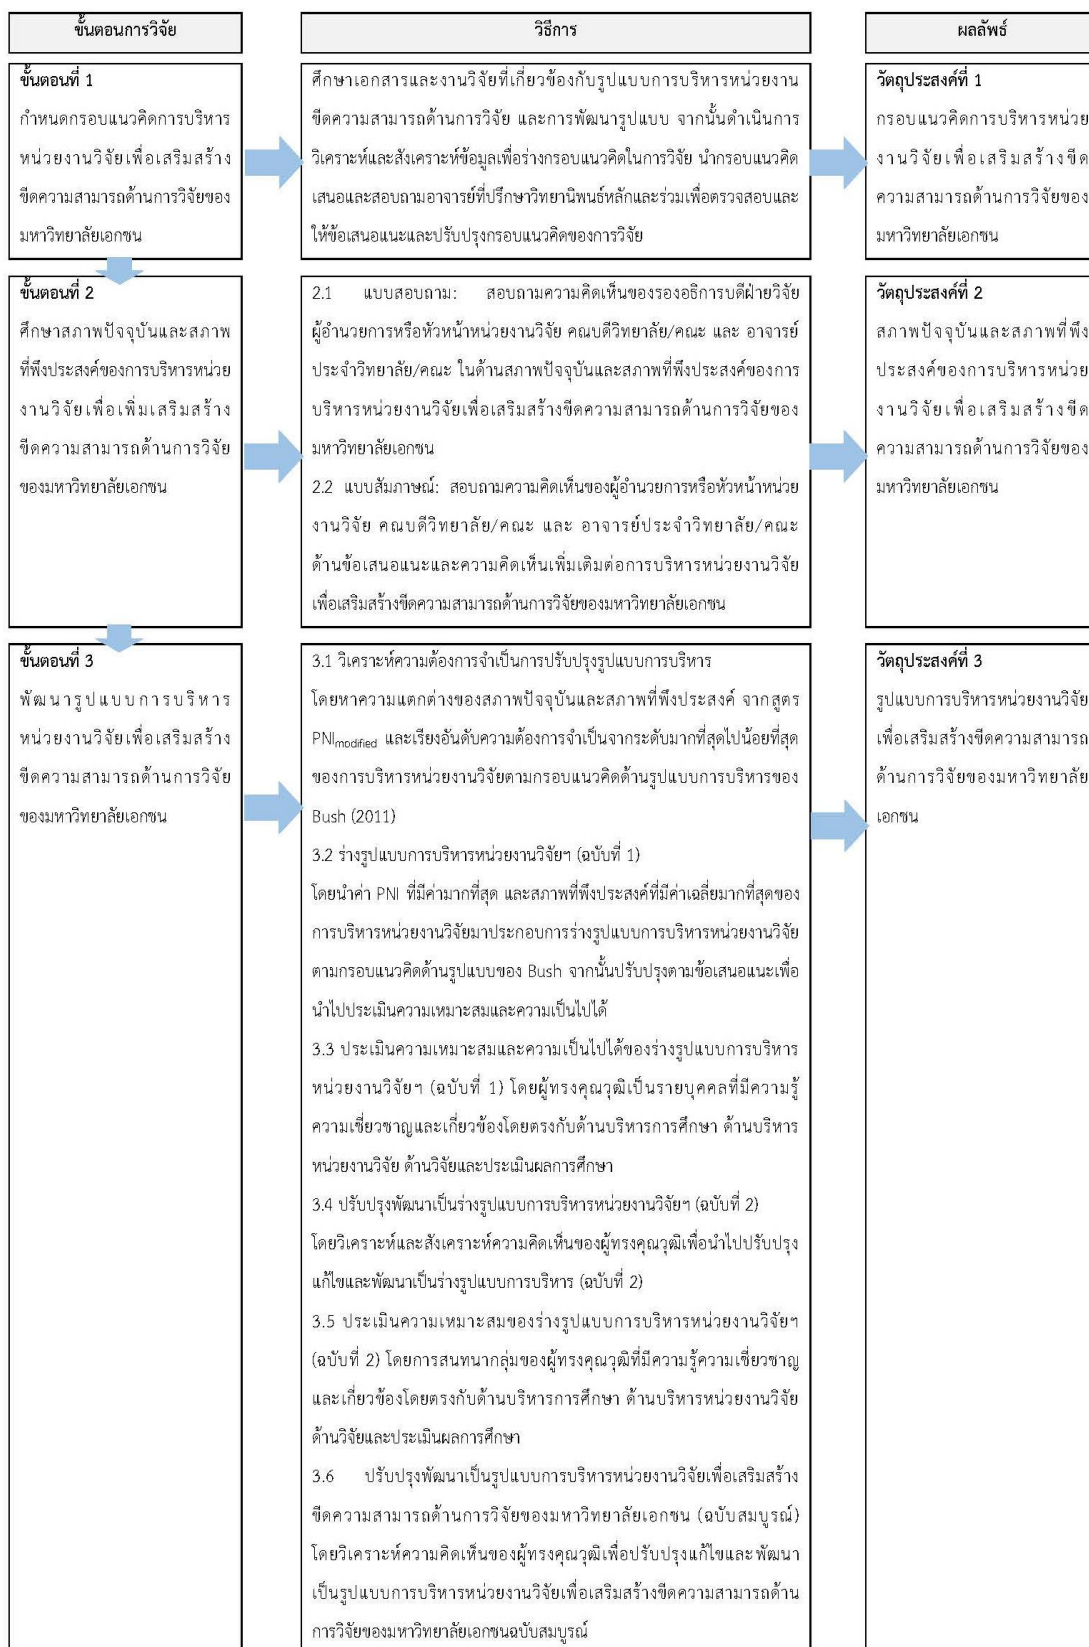 ขั้นตอนการวิจัย
วิธีการ
ผลลัพธ์
ขั้นตอนที่ 1
กำหนดกรอบแนวคิดการบริหาร
หน่วยงานวิจัยเพื่อเสริมสร้าง
ขีดความสามารถด้านการวิจัยของ
มหาวิทยาลัยเอกชน
ศึกษาเอกสารและงานวิจัยที่เกี่ยวข้องกับรูปแบบการบริหารหน่วยงาน
ขีดความสามารถด้านการวิจัย และการพัฒนารูปแบบ จากนั้นดำเนินการ
วิเคราะห์และสังเคราะห์ข้อมูลเพื่อร่างกรอบแนวคิดในการวิจัย นำกรอบแนวคิด
เสนอและสอบถามอาจารย์ที่ปรึกษาวิทยานิพนธ์หลักและร่วมเพื่อตรวจสอบและ
ให้ข้อเสนอแนะและปรับปรุงกรอบแนวคิดของการวิจัย
วัตถุประสงค์ที่ 1
กรอบแนวคิดการบริหารหน่วย
งานวิจัยเพื่อเสริมสร้างขีด
ความสามารถด้านการวิจัยของ
มหาวิทยาลัยเอกชน
ขั้นตอนที่ 2
ศึกษาสภาพปัจจุบันและสภาพ
ที่พึงประสงค์ของการบริหารหน่วย
งานวิจัยเพื่อเพิ่มเสริมสร้าง
ขีดความสามารถด้านการวิจัย
ของมหาวิทยาลัยเอกชน
2.1 แบบสอบถาม: สอบถามความคิดเห็นของรองอธิการบดีฝ่ายวิจัย
ผู้อำนวยการหรือหัวหน้าหน่วยงานวิจัย คณบดีวิทยาลัย/คณะ และ อาจารย์
ประจำวิทยาลัย/คณะ ในด้านสภาพปัจจุบันและสภาพที่พึงประสงค์ของการ
บริหารหน่วยงานวิจัยเพื่อเสริมสร้างขีดความสามารถด้านการวิจัยของ
มหาวิทยาลัยเอกชน
2.2 แบบสัมภาษณ์: สอบถามความคิดเห็นของผู้อำนวยการหรือหัวหน้าหน่วย
งานวิจัย คณบดีวิทยาลัย/คณะ และ อาจารย์ประจำวิทยาลัย/คณะ
ด้านข้อเสนอแนะและความคิดเห็นเพิ่มเติมต่อการบริหารหน่วยงานวิจัย
เพื่อเสริมสร้างขีดความสามารถด้านการวิจัยของมหาวิทยาลัยเอกชน
วัตถุประสงค์ที่ 2
สภาพปัจจุบันและสภาพที่พึง
ประสงค์ของการบริหารหน่วย
งานวิจัยเพื่อเสริมสร้างขีด
ความสามารถด้านการวิจัยของ
มหาวิทยาลัยเอกชน
ขั้นตอนที่ 3
พัฒนารูปแบบการบริหาร
หน่วยงานวิจัยเพื่อเสริมสร้าง
ขีดความสามารถด้านการวิจัย
ของมหาวิทยาลัยเอกชน
3.1 วิเคราะห์ความต้องการจำเป็นการปรับปรุงรูปแบบการบริหาร
โดยหาความแตกต่างของสภาพปัจจุบันและสภาพที่พึงประสงค์ จากสูตร
PNImodified และเรียงอันดับความต้องการจำเป็นจากระดับมากที่สุดไปน้อยที่สุด
ของการบริหารหน่วยงานวิจัยตามกรอบแนวคิดด้านรูปแบบการบริหารของ
Bush (2011)
3.2 ร่างรูปแบบการบริหารหน่วยงานวิจัยฯ (ฉบับที่ 1)
โดยนำค่า PNI ที่มีค่ามากที่สุด และสภาพที่พึงประสงค์ที่มีค่าเฉลี่ยมากที่สุดของ
การบริหารหน่วยงานวิจัยมาประกอบการร่างรูปแบบการบริหารหน่วยงานวิจัย
ตามกรอบแนวคิดด้านรูปแบบของ Bush จากนั้นปรับปรุงตามข้อเสนอแนะเพื่อ
นำไปประเมินความเหมาะสมและความเป็นไปได้
3.3 ประเมินความเหมาะสมและความเป็นไปได้ของร่างรูปแบบการบริหาร
หน่วยงานวิจัยฯ (ฉบับที่ 1) โดยผู้ทรงคุณวุฒิเป็นรายบุคคลที่มีความรู้
ความเชี่ยวชาญและเกี่ยวข้องโดยตรงกับด้านบริหารการศึกษา ด้านบริหาร
หน่วยงานวิจัย ด้านวิจัยและประเมินผลการศึกษา
3.4 ปรับปรุงพัฒนาเป็นร่างรูปแบบการบริหารหน่วยงานวิจัยฯ (ฉบับที่ 2)
โดยวิเคราะห์และสังเคราะห์ความคิดเห็นของผู้ทรงคุณวุฒิเพื่อนำไปปรับปรุง
แก้ไขและพัฒนาเป็นร่างรูปแบบการบริหาร (ฉบับที่ 2)
3.5 ประเมินความเหมาะสมของร่างรูปแบบการบริหารหน่วยงานวิจัยฯ
(ฉบับที่ 2) โดยการสนทนากลุ่มของผู้ทรงคุณวุฒิที่มีความรู้ความเชี่ยวชาญ
และเกี่ยวข้องโดยตรงกับด้านบริหารการศึกษา ด้านบริหารหน่วยงานวิจัย
ด้านวิจัยและประเมินผลการศึกษา
3.6 ปรับปรุงพัฒนาเป็นรูปแบบการบริหารหน่วยงานวิจัยเพื่อเสริมสร้าง
ขีดความสามารถด้านการวิจัยของมหาวิทยาลัยเอกชน (ฉบับสมบูรณ์)
โดยวิเคราะห์ความคิดเห็นของผู้ทรงคุณวุฒิเพื่อปรับปรุงแก้ไขและพัฒนา
เป็นรูปแบบการบริหารหน่วยงานวิจัยเพื่อเสริมสร้างขีดความสามารถด้าน
การวิจัยของมหาวิทยาลัยเอกชนฉบับสมบูรณ์
วัตถุประสงค์ที่ 3
รูปแบบการบริหารหน่วยงานวิจัย
เพื่อเสริมสร้างขีดความสามารถ
ด้านการวิจัยของมหาวิทยาลัย
เอกชน